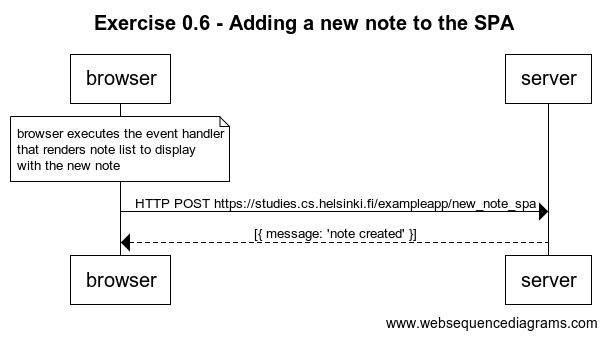 Exercise 0.6 - Adding a new note to the SPA
browser
server
browser executes the event handler
that renders note list to display
with the new note
HTTP POST https://studies.cs.helsinki.fi/exampleapp/new_note_spa
[{ message: 'note created' }]
browser
server
www.websequencediagrams.com